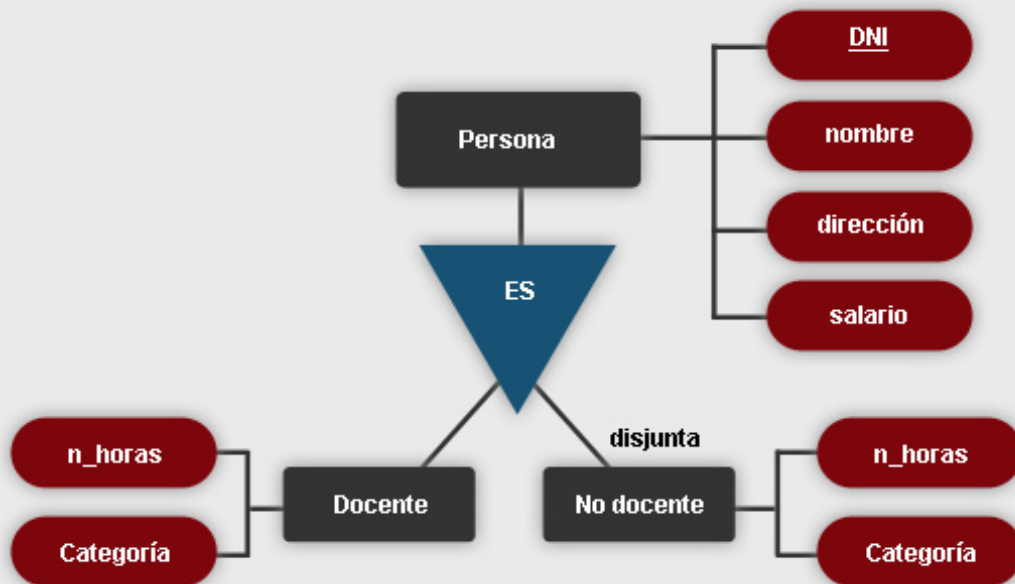 DNI
Persona
nombre
dirección
ES
salario
disjunta
n_horas
n_horas
Docente
No docente
Categoría
Categoría